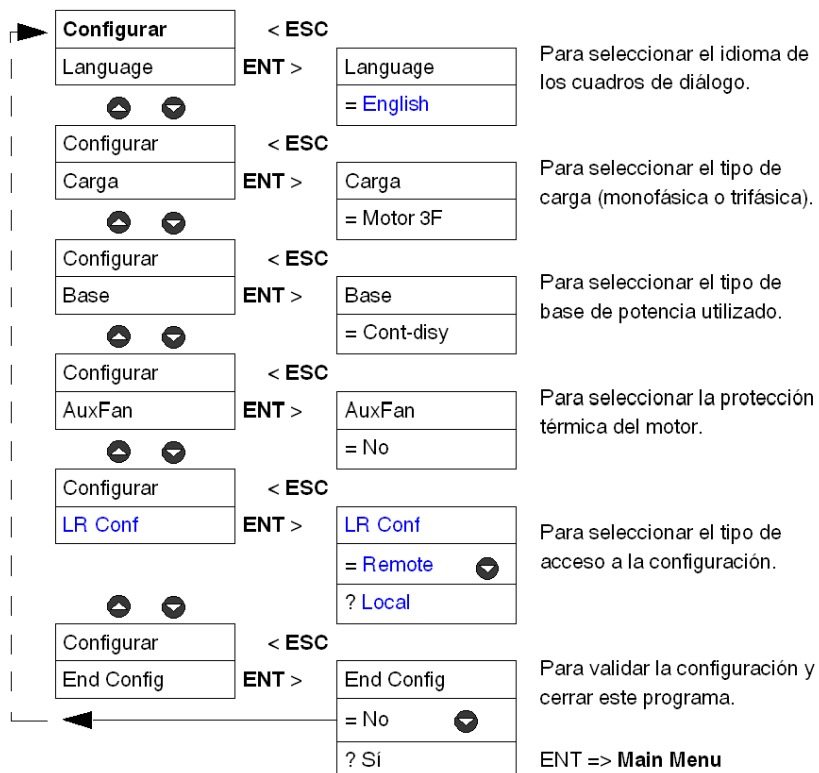 Configurar < ESC
Language ENT > Language Para seleccionar el idioma de
los cuadros de diálogo.
= English
Configurar < ESC
Carga ENT > Carga Para seleccionar el tipo de
carga (monofásica o trifásica).
= Motor 3F
Configurar < ESC
Base ENT > Base Para seleccionar el tipo de
base de potencia utilizado.
= Cont-disy
Configurar < ESC
AuxFan ENT > AuxFan Para seleccionar la protección
térmica del motor.
= No
Configurar < ESC
LR Conf ENT > LR Conf Para seleccionar el tipo de
= Remote acceso a la configuración.
? Local
Configurar < ESC
End Config ENT > End Config Para validar la configuración y
cerrar este programa.
= No
? Sí ENT => Main Menu